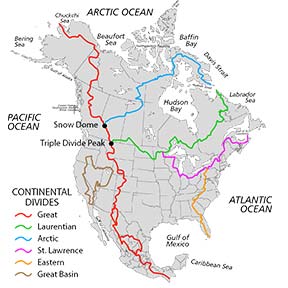 ARCTIC OCEAN
Chuckchi
Sea
Bering
Sea
Beaufort
Sea
Baffin
Bay
Davis Strait
Labrador
Sea
Hudson
Bay
PACIFIC
OCEAN
Snow Dome
Triple Divide Peak
CONTINENTAL
DIVIDES
Great
Laurentian
Arctic
St. Lawrence
Eastern
Great Basin
ATLANTIC
OCEAN
Gulf of
Mexico
Caribbean Sea